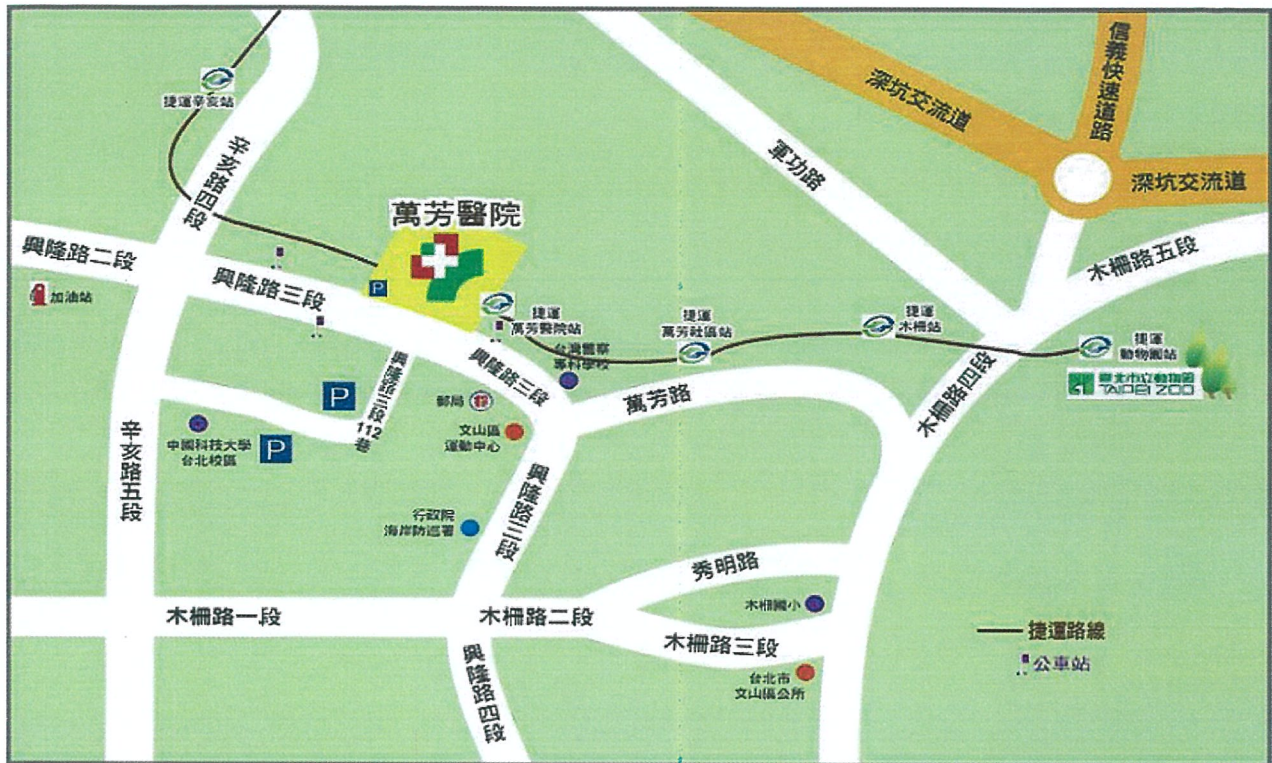 信義快速道路
深坑交流道
捷運辛亥站
軍功路
深坑交流道
辛亥路四段
萬芳醫院
興隆路二段
木柵路五段
加油站
興隆路三段
P
捷運
萬芳醫院站
捷運
萬芳社區站
捷運
木柵站
捷運
動物園站
臺北市立動物園
TAIPEI ZOO
台灣警察
專科學校
興隆路三段
興隆路三段
112
巷
P
郵局
萬芳路
木柵路四段
文山區
運動中心
中國科技大學
台北校區
P
辛亥路五段
興隆路三段
行政院
海岸防巡署
秀明路
木柵路一段
木柵路二段
木柵國小
木柵路三段
捷運路線
公車站
興隆路四段
台北市
文山區公所